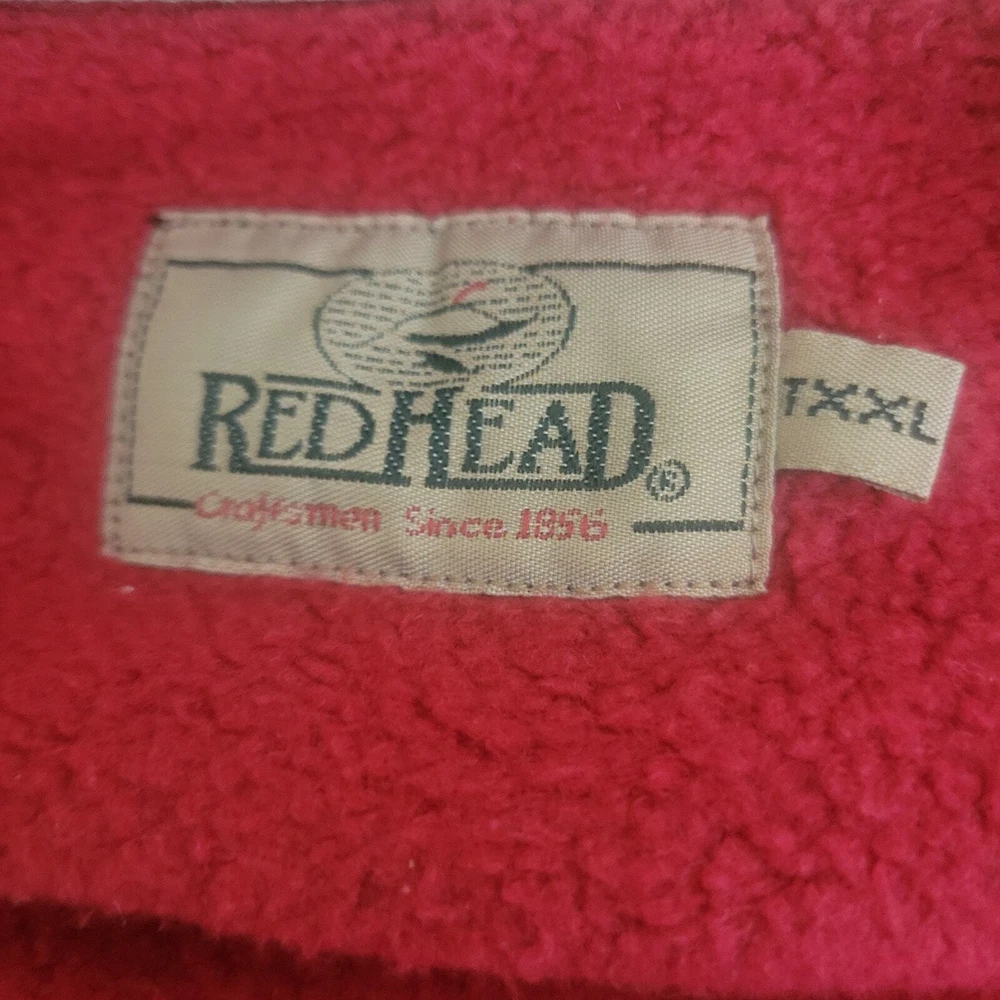 REDHEAD®
Craftsmen Since 1856
TXXL